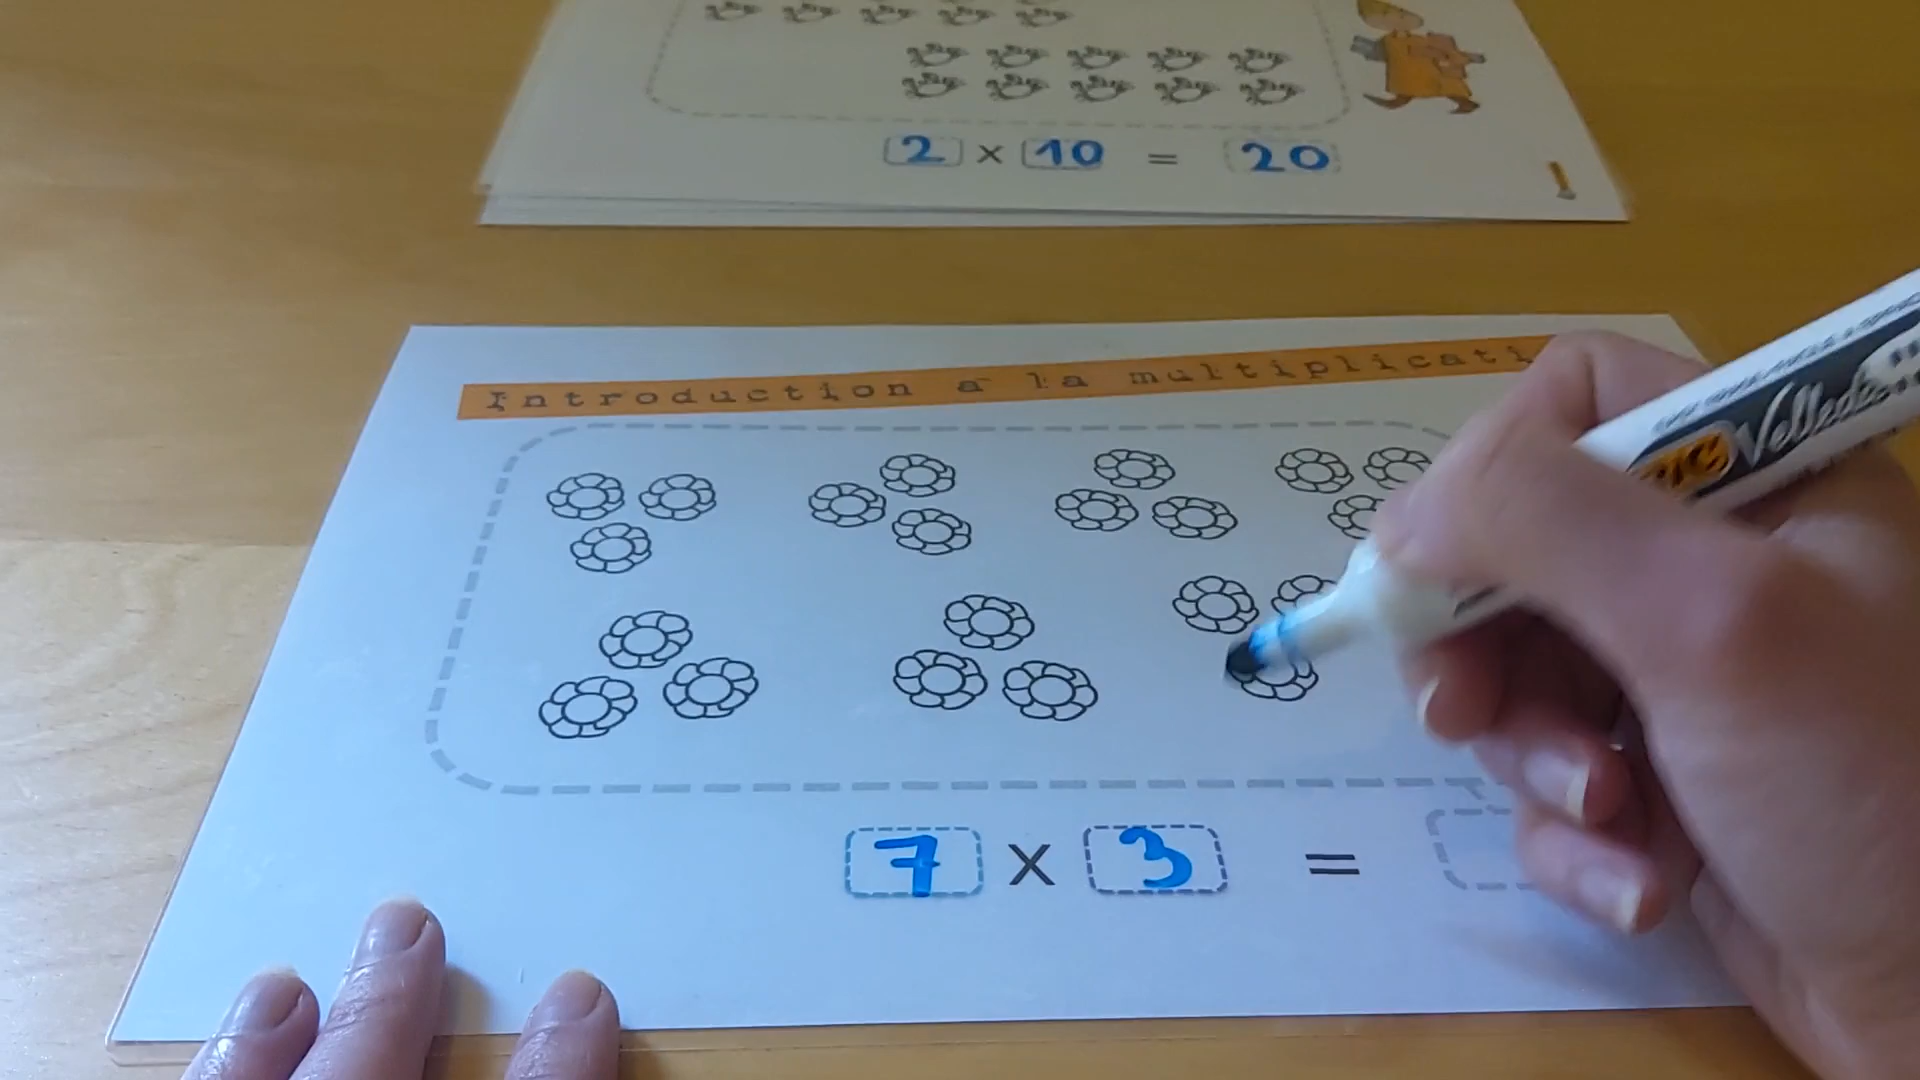 2 x 10 = 20
Introduction à la multiplicati
BIC Velleda
7 x 3 =